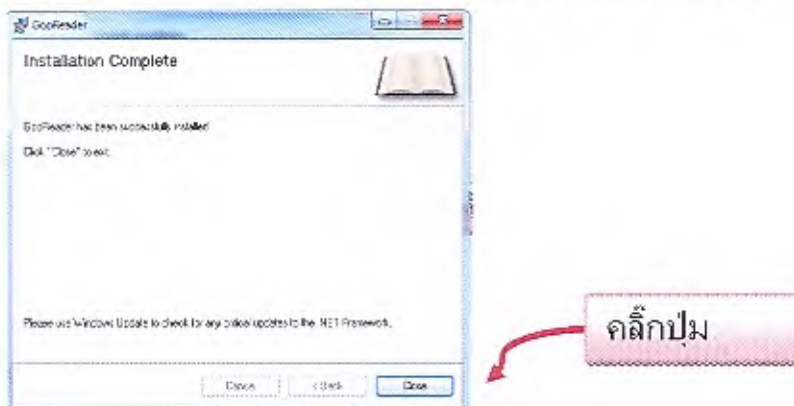 GooReader
Installation Complete
GooReader has been successfully installed.
Click "Close" to exit.
Please use Windows Update to check for any critical updates to the .NET Framework.
คลิ๊กปุ่ม
Cancel
< Back
Close